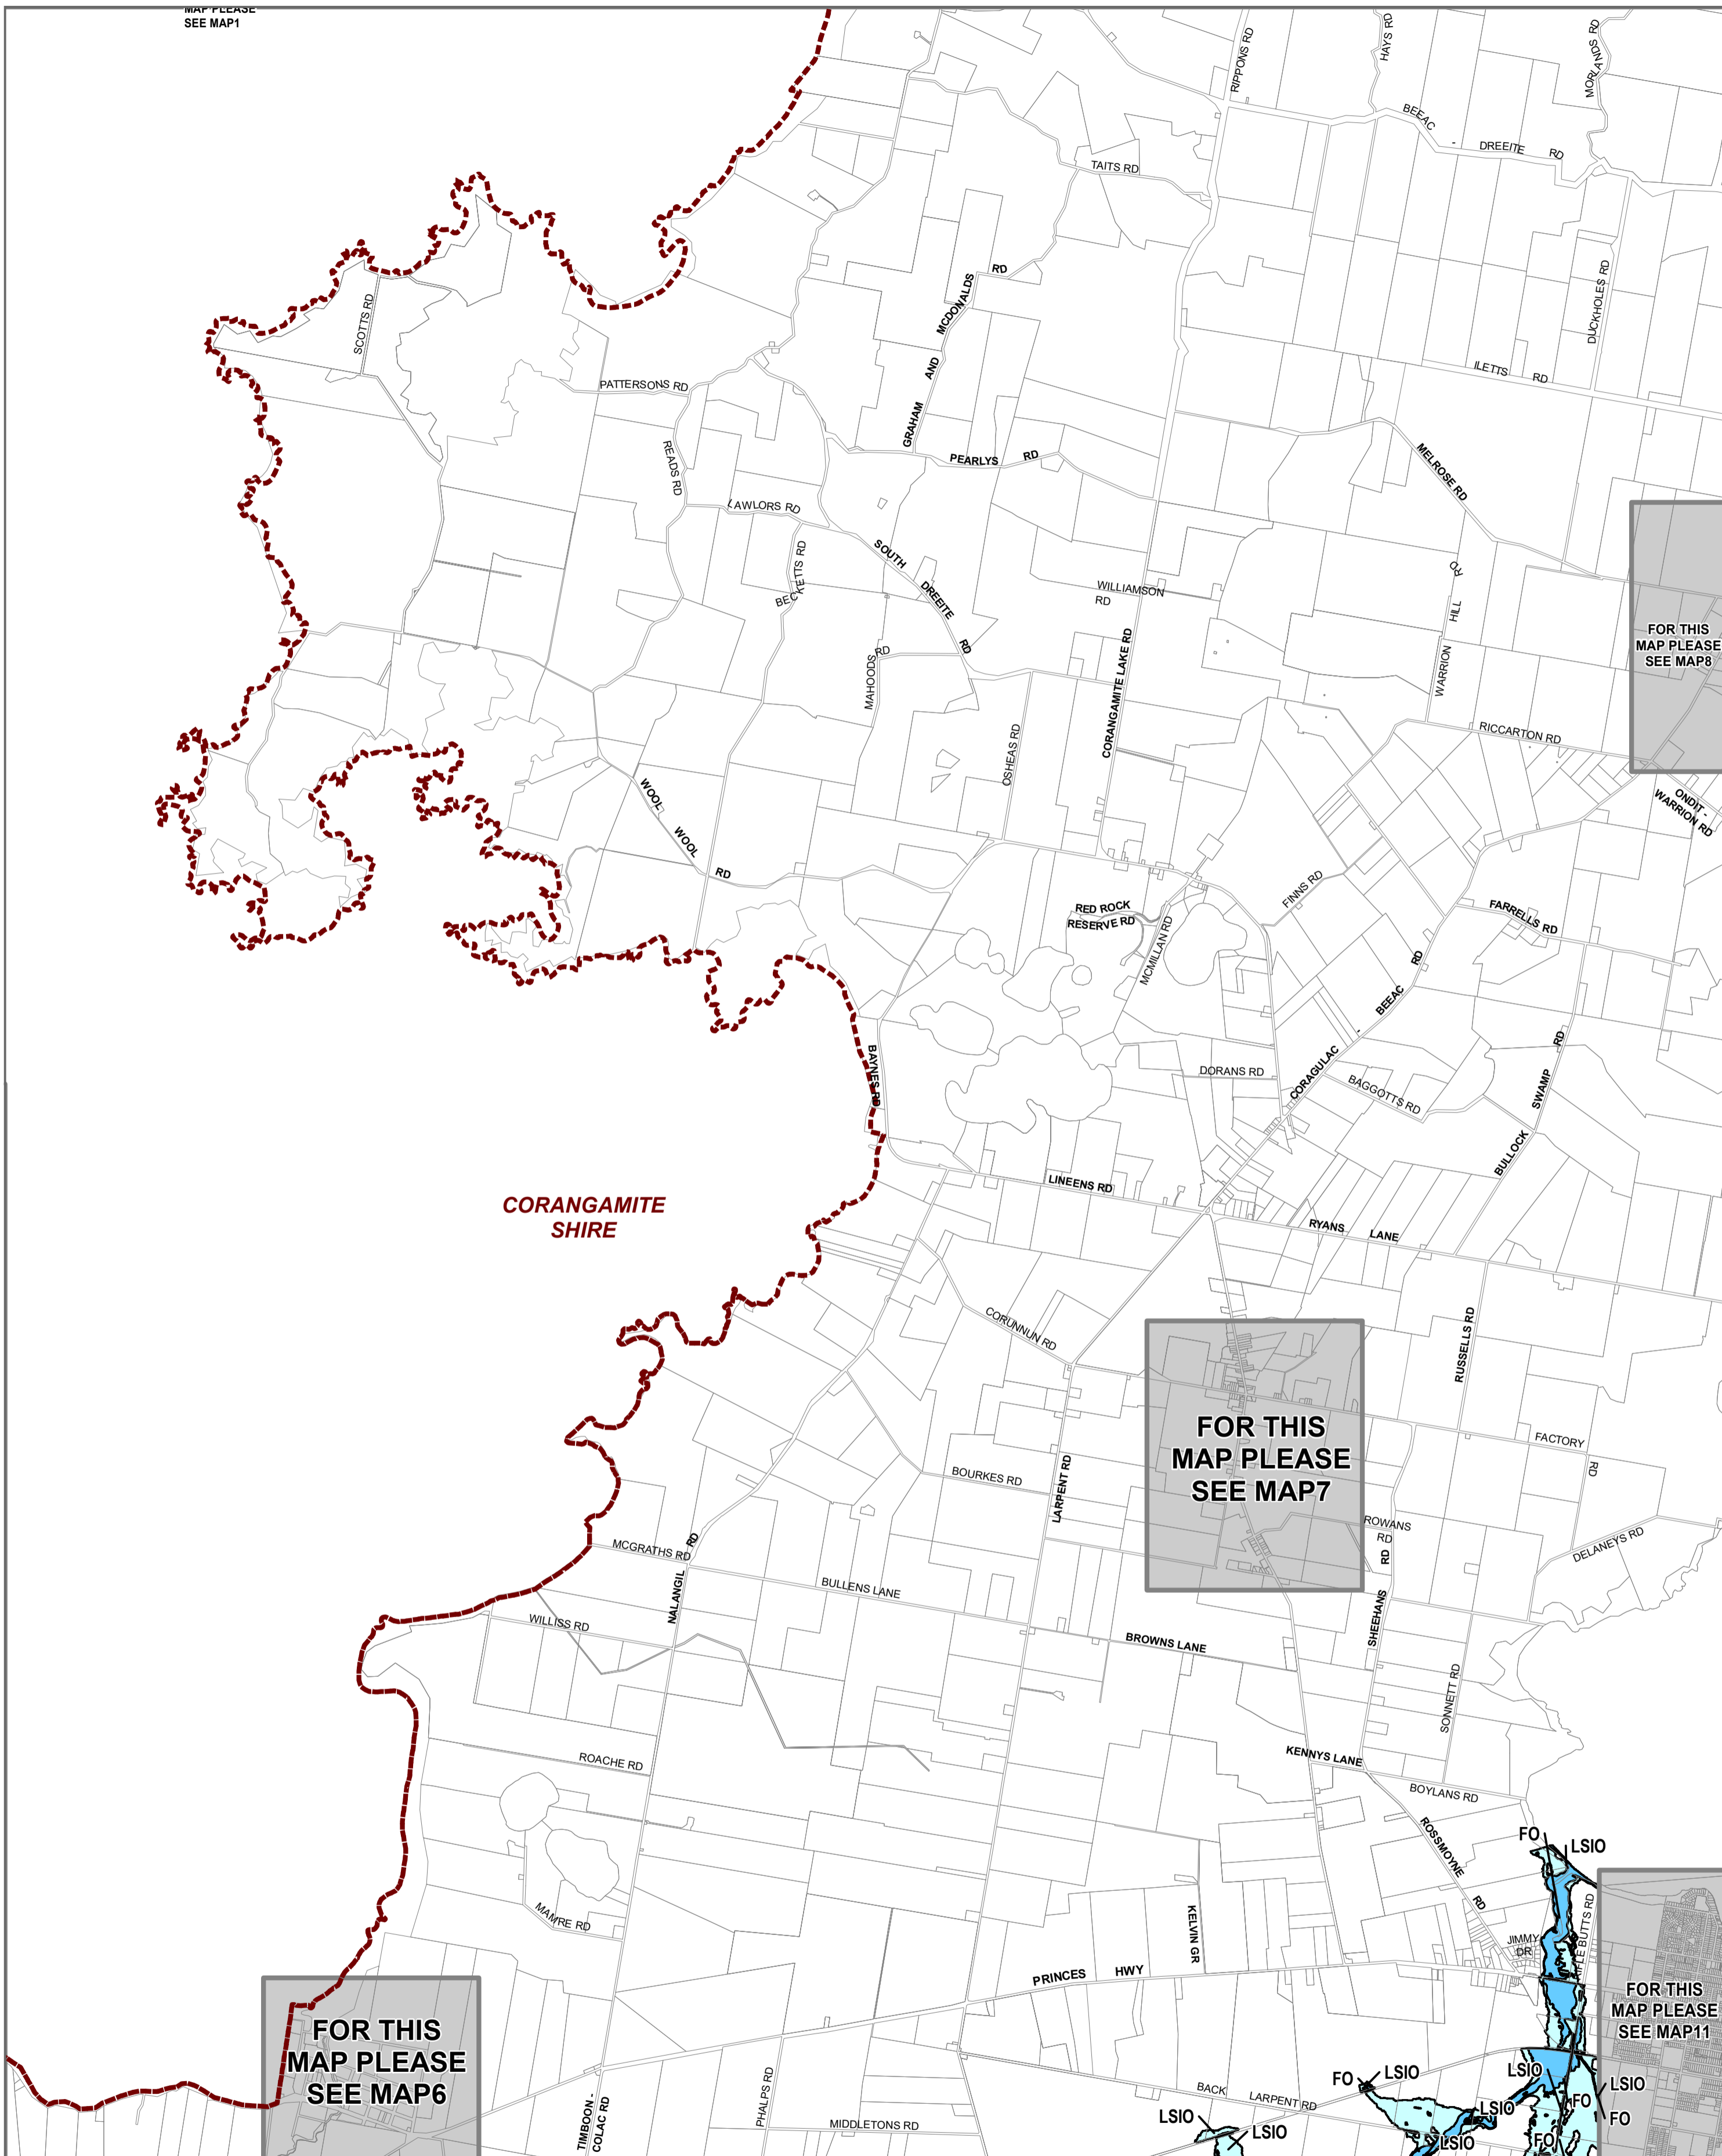 MAP PLEASE
SEE MAP1
RIPPONS RD
HAYS RD
MORLANDS RD
BEEAC
-
DREEITE
RD
TAITS RD
SCOTTS RD
GRAHAM
AND
MCDONALDS
RD
DUCKHOLES RD
ILETTS
RD
PATTERSONS RD
READS RD
PEARLYS
RD
MELROSE RD
LAWLORS RD
BECKETTS RD
SOUTH
DREEITE
RD
WILLIAMSON
RD
WARRION
HILL
RD
FOR THIS
MAP PLEASE
SEE MAP8
MAHOODS
RD
CORANGAMITE LAKE RD
OSHEAS RD
RICCARTON RD
ONDIT -
WARRION RD
WOOL
WOOL
RD
FINNS RD
RED ROCK
RESERVE RD
MCMILLAN RD
FARRELLS RD
CORAGULAC
-
BEEAC
RD
BAYNES RD
DORANS RD
BAGGOTTS RD
BULLOCK
SWAMP
RD
LINEENS RD
CORANGAMITE
SHIRE
RYANS
LANE
CORUNNUN RD
RUSSELLS RD
FOR THIS
MAP PLEASE
SEE MAP7
FACTORY
RD
BOURKES RD
LARPENT RD
ROWANS
RD
DELANEYS RD
MCGRATHS RD
NALANGIL
RD
BULLENS LANE
WILLISS RD
BROWNS LANE
SHEEHANS
RD
SONNETT RD
ROACHE RD
KENNYS LANE
BOYLANS RD
ROSSMOYNE
RD
FO
LSIO
MAMRE RD
KELVIN GR
JIMMY
DR
RIFLE BUTTS RD
PRINCES
HWY
FOR THIS
MAP PLEASE
SEE MAP11
FOR THIS
MAP PLEASE
SEE MAP6
TIMBOON -
COLAC RD
PHALPS RD
MIDDLETONS RD
BACK
LARPENT RD
FO
LSIO
LSIO
LSIO
FO
FO
LSIO
LSIO
LSIO
LSIO
FO